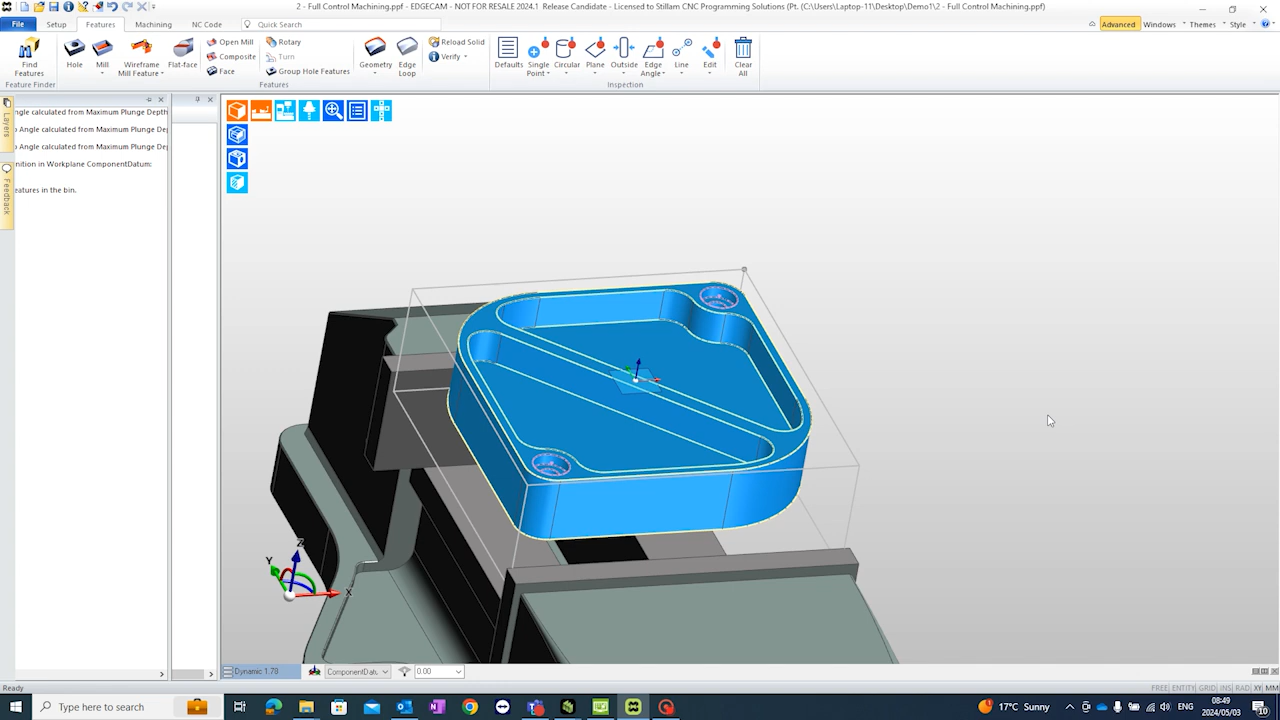 2 - Full Control Machining.ppf - EDGECAM - NOT FOR RESALE 2024.1 Release Candidate - Licensed to Stillam CNC Programming Solutions (Pt. (C:\Users\Laptop-11\Desktop\Demo1\2 - Full Control Machining.ppf)
File Setup Features Machining NC Code Quick Search Advanced Windows Themes Style
Find Features
Hole
Mill
Wireframe Mill Feature
Flat-face
Open Mill
Composite
Face
Rotary
Turn
Group Hole Features
Geometry
Edge Loop
Reload Solid
Verify
Defaults
Single Point
Circular
Plane
Outside
Edge Angle
Line
Edit
Clear All
Feature Finder Features Inspection
Layers
Feedback
ngle calculated from Maximum Plunge Depth
o Angle calculated from Maximum Plunge Dep
o Angle calculated from Maximum Plunge Dep
nition in Workplane ComponentDatum:
eatures in the bin.
Z
Y
X
Dynamic 1.78 ComponentDatu 0.00
Ready FREE ENTITY GRID INS RAD XY MM
Type here to search 17°C Sunny 08:49
2024/05/03